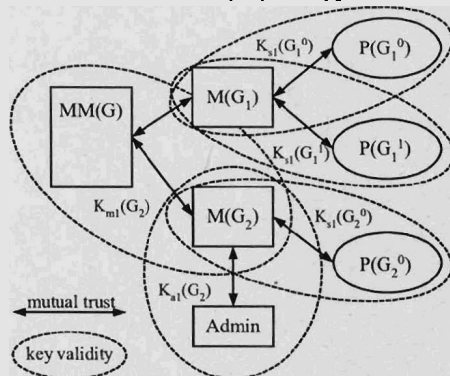 K_s1(G_1^0)
P(G_1^0)
MM(G)
M(G_1)
K_s1(G_1^1)
P(G_1^1)
K_m1(G_2)
M(G_2)
K_s1(G_2^0)
P(G_2^0)
K_a1(G_2)
mutual trust
Admin
key validity